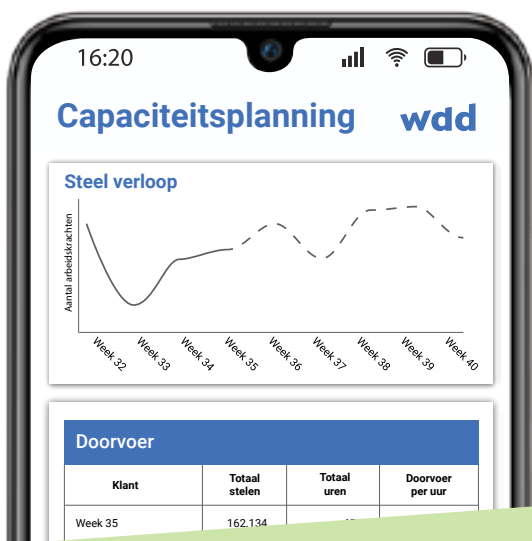 16:20
Capaciteitsplanning wdd
Steel verloop
Aantal arbeidskrachten
Week 32 Week 33 Week 34 Week 35 Week 36 Week 37 Week 38 Week 39 Week 40
Doorvoer
Klant Totaal stelen Totaal uren Doorvoer per uur
Week 35 162.134